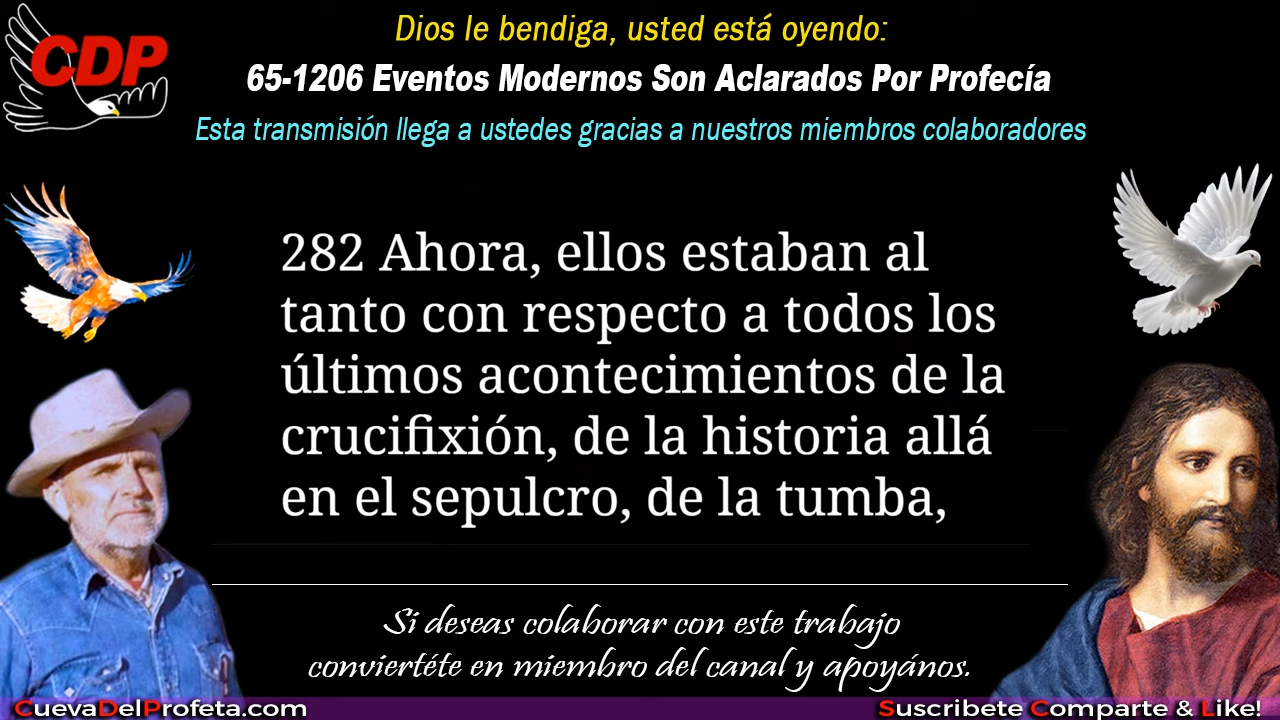 CDP
Dios le bendiga, usted está oyendo:
65-1206 Eventos Modernos Son Aclarados Por Profecía
Esta transmisión llega a ustedes gracias a nuestros miembros colaboradores
282 Ahora, ellos estaban al
tanto con respecto a todos los
últimos acontecimientos de la
crucifixión, de la historia allá
en el sepulcro, de la tumba,
Si deseas colaborar con este trabajo
conviertéte en miembro del canal y apoyános.
CuevaDelProfeta.com
Suscribete Comparte & Like!